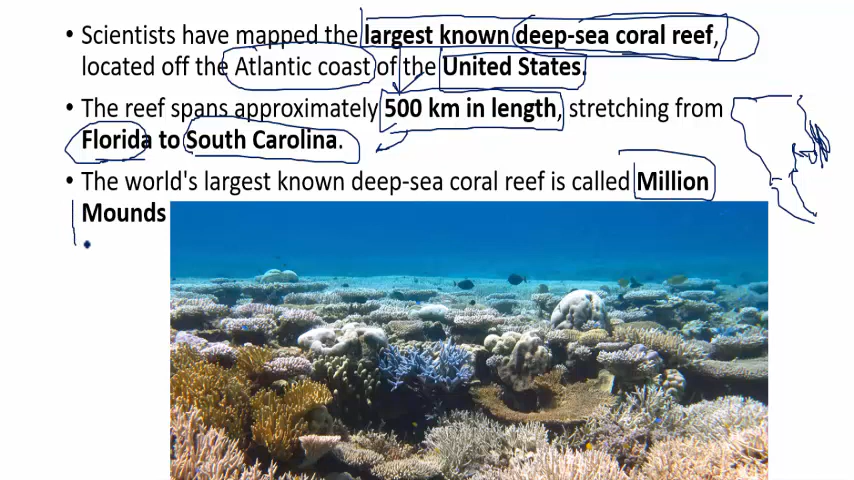 • Scientists have mapped the largest known deep-sea coral reef,
located off the Atlantic coast of the United States.
• The reef spans approximately 500 km in length, stretching from
Florida to South Carolina.
• The world's largest known deep-sea coral reef is called Million
Mounds